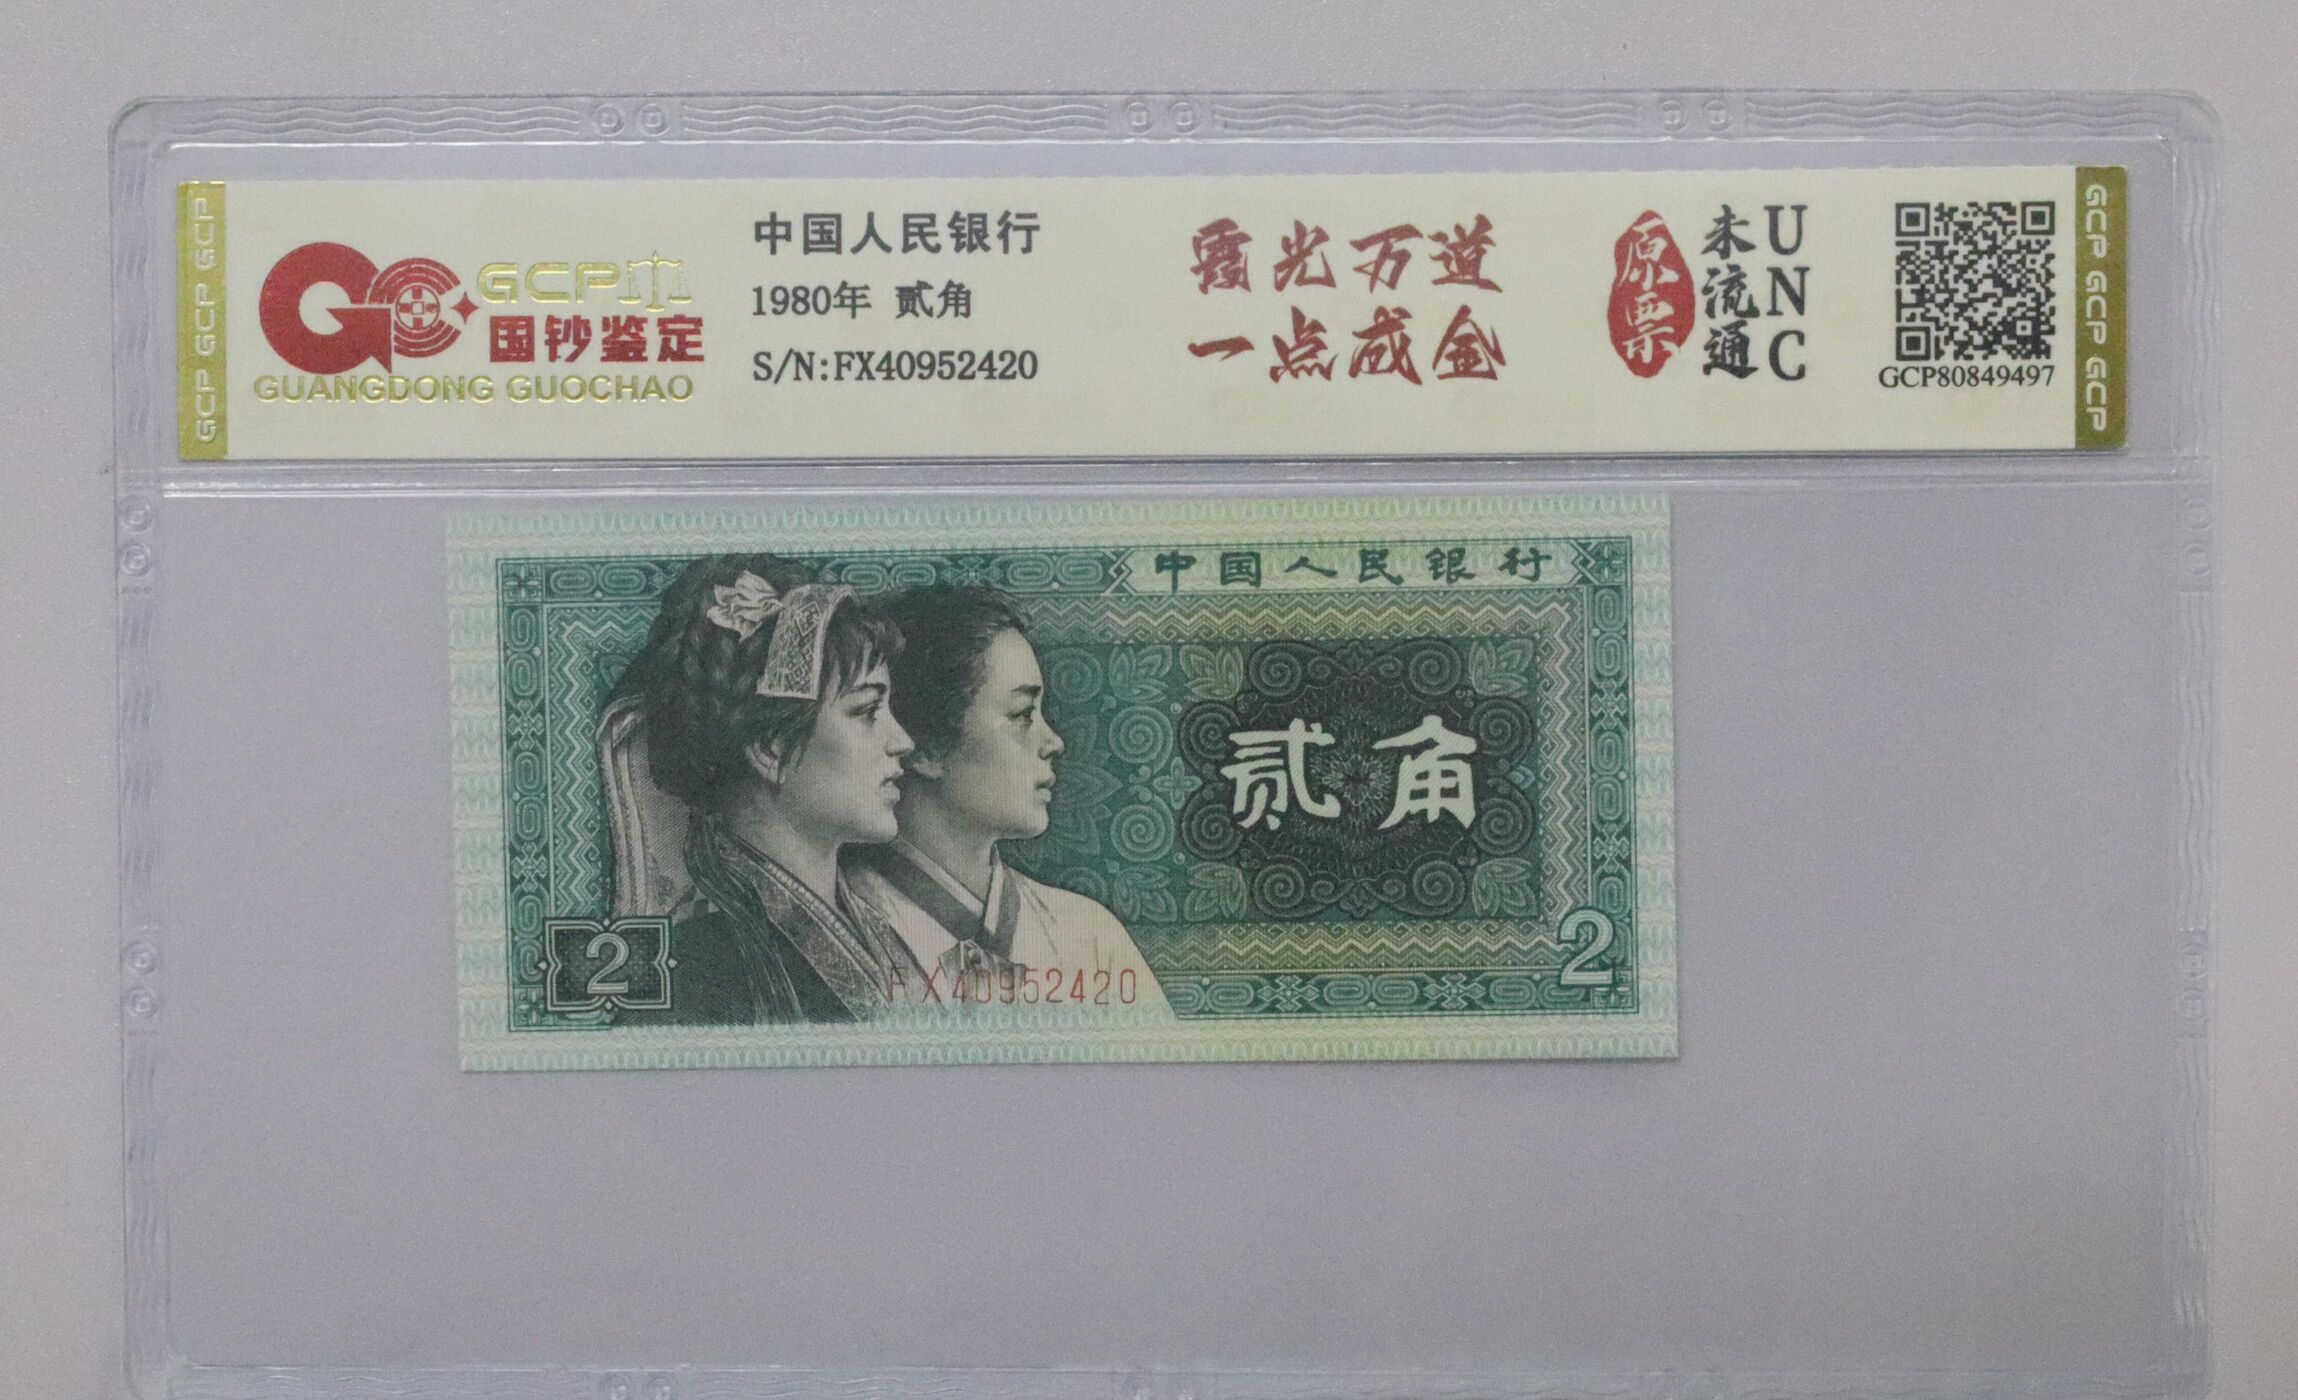 GCP GCP GCP
GCP
国钞鉴定
GUANGDONG GUOCHAO
中国人民银行
1980年 贰角
S/N:FX40952420
霞光万道
一点成金
原票
未流通
UNC
GCP80849497
GCP GCP GCP
中国人民银行
贰角
2
FX40952420
2